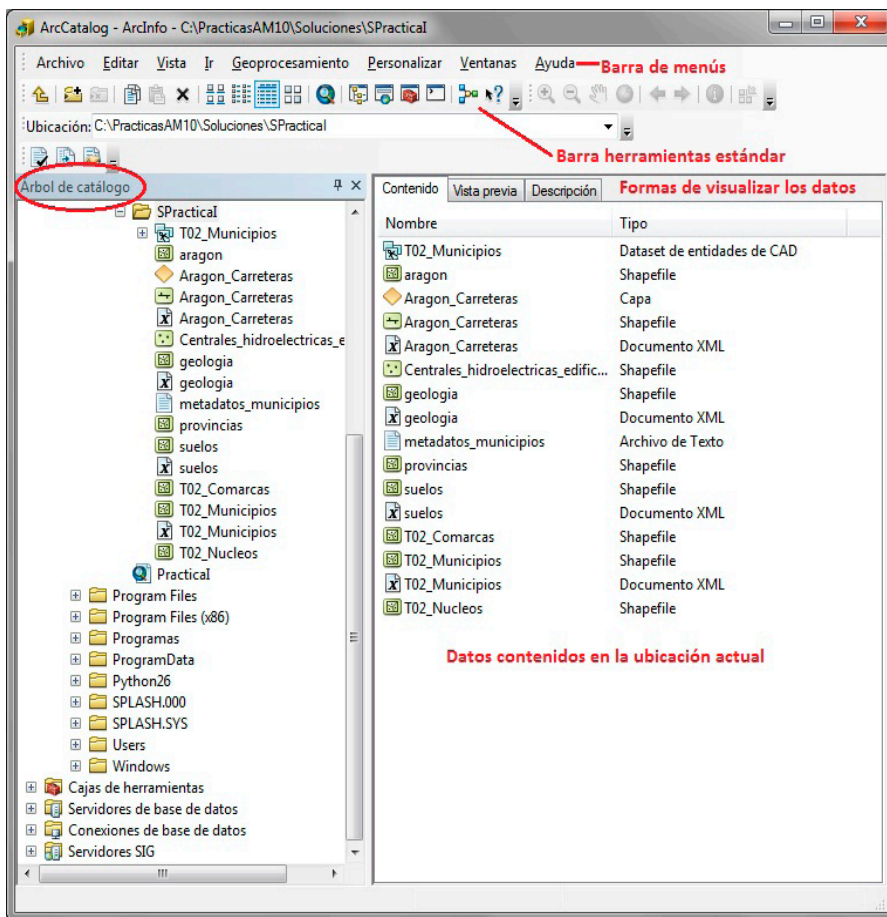 ArcCatalog - ArcInfo - C:\PracticasAM10\Soluciones\SPracticaI
Archivo Editar Vista Ir Geoprocesamiento Personalizar Ventanas Ayuda
Barra de menús
Ubicación: C:\PracticasAM10\Soluciones\SPracticaI
Barra herramientas estándar
Arbol de catálogo
SPracticaI
T02_Municipios
aragon
Aragon_Carreteras
Aragon_Carreteras
Aragon_Carreteras
Centrales_hidroelectricas_e
geologia
geologia
metadatos_municipios
provincias
suelos
suelos
T02_Comarcas
T02_Municipios
T02_Municipios
T02_Nucleos
PracticaI
Program Files
Program Files (x86)
Programas
ProgramData
Python26
SPLASH.000
SPLASH.SYS
Users
Windows
Cajas de herramientas
Servidores de base de datos
Conexiones de base de datos
Servidores SIG
Contenido Vista previa Descripción Formas de visualizar los datos
Nombre Tipo
T02_Municipios Dataset de entidades de CAD
aragon Shapefile
Aragon_Carreteras Capa
Aragon_Carreteras Shapefile
Aragon_Carreteras Documento XML
Centrales_hidroelectricas_edific... Shapefile
geologia Shapefile
geologia Documento XML
metadatos_municipios Archivo de Texto
provincias Shapefile
suelos Shapefile
suelos Documento XML
T02_Comarcas Shapefile
T02_Municipios Shapefile
T02_Municipios Documento XML
T02_Nucleos Shapefile
Datos contenidos en la ubicación actual